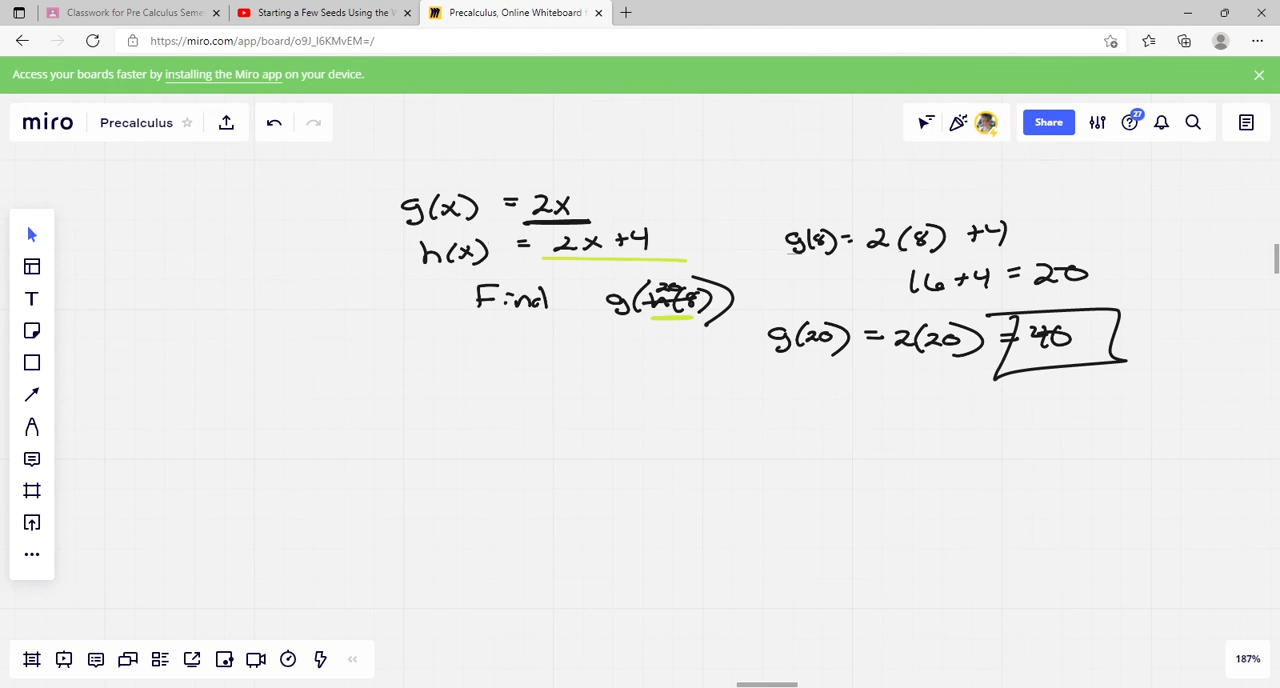 Classwork for Pre Calculus Seme
Starting a Few Seeds Using the W
Precalculus, Online Whiteboard f
https://miro.com/app/board/o9J_l6KMvEM=/
Access your boards faster by installing the Miro app on your device.
miro
Precalculus
Share
27
g(x) = 2x
h(x) = 2x +4
Find g(h(8))
20
g(8) = 2(8) +4
16 +4 = 20
g(20) = 2(20) = 40
T
187%